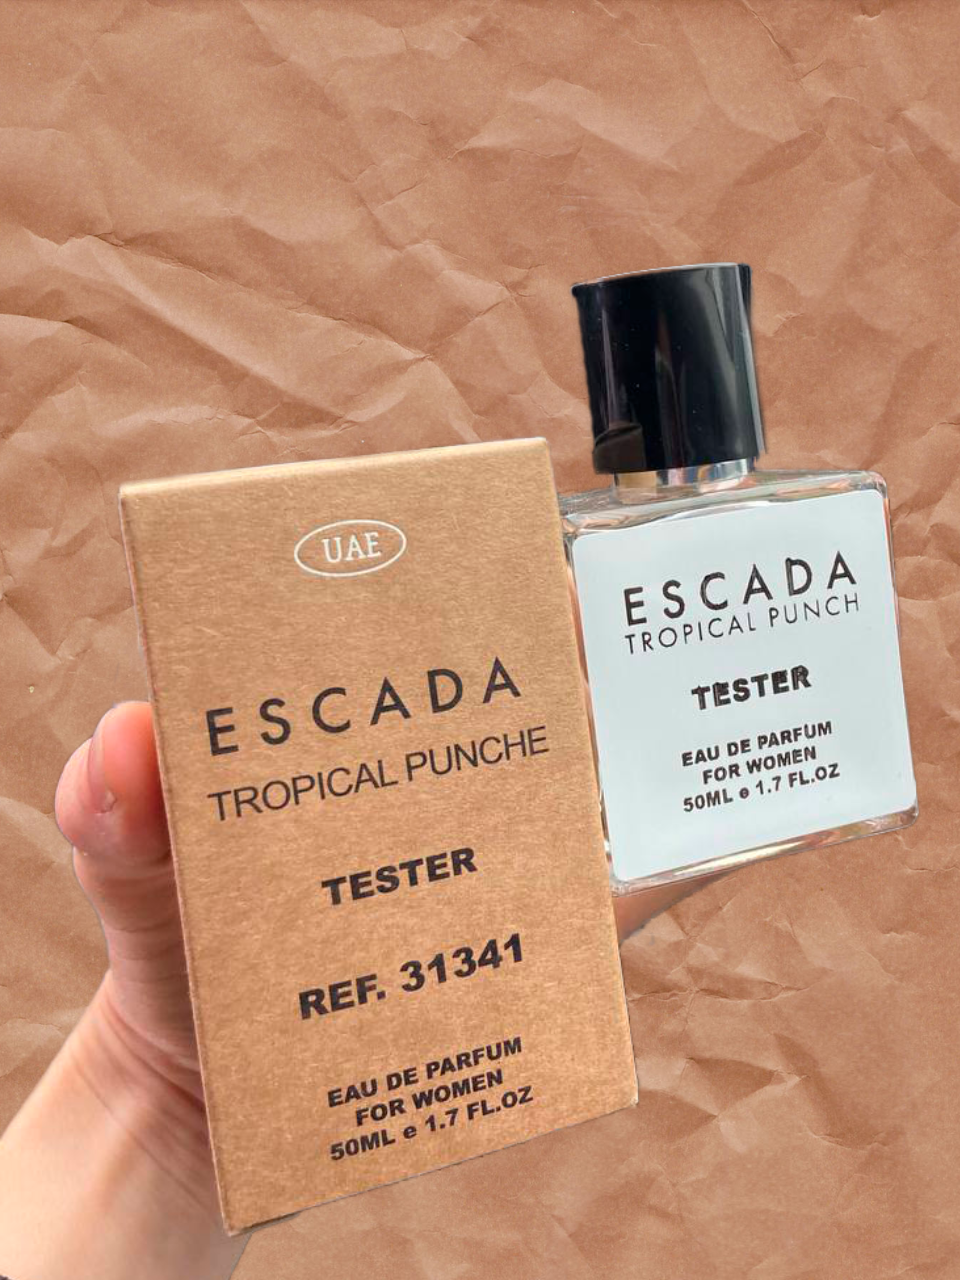 UAE
ESCADA
TROPICAL PUNCHE
TESTER
REF. 31341
EAU DE PARFUM
FOR WOMEN
50ML e 1.7 FL.OZ
ESCADA
TROPICAL PUNCH
TESTER
EAU DE PARFUM
FOR WOMEN
50ML e 1.7 FL.OZ